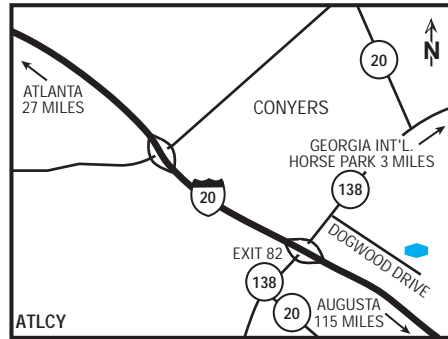 N
20
ATLANTA
27 MILES
CONYERS
GEORGIA INT'L.
HORSE PARK 3 MILES
138
20
DOGWOOD DRIVE
EXIT 82
138
20
AUGUSTA
115 MILES
ATLCY